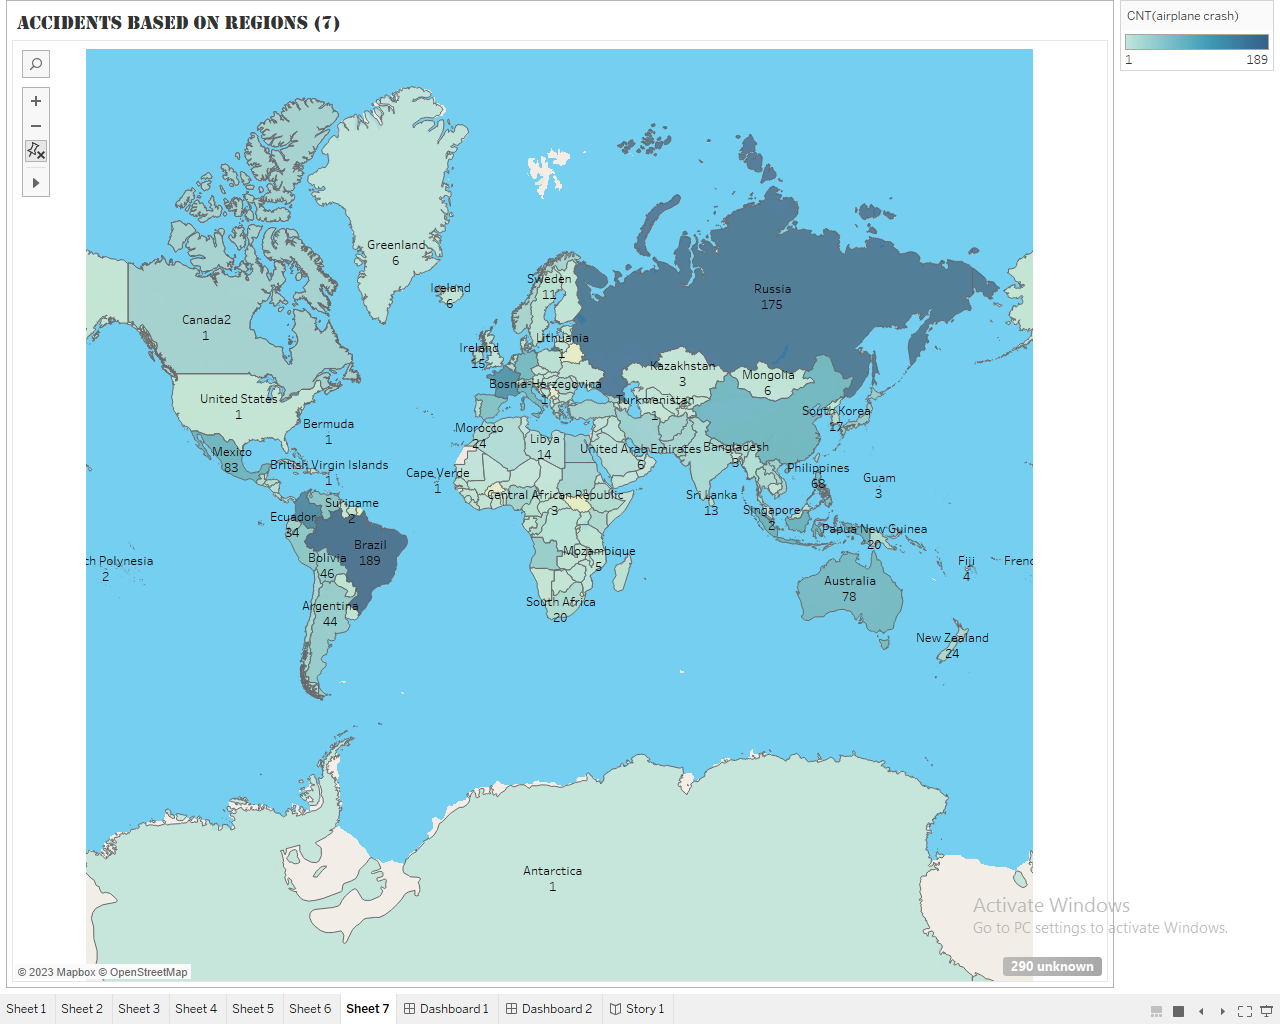 ACCIDENTS BASED ON REGIONS (7)
CNT(airplane crash)
1 189
Greenland
6
Sweden
11
Iceland
6
Russia
175
Canada2
1
Lithuania
1
Ireland
15
Kazakhstan
3
Mongolia
6
Bosnia-Herzegovina
1
United States
1
Turkmenistan
1
South Korea
17
Bermuda
1
Morocco
24
Libya
14
United Arab Emirates
6
Bangladesh
3
Mexico
83
British Virgin Islands
1
Cape Verde
1
Philippines
68
Guam
3
Central African Republic
3
Sri Lanka
13
Suriname
2
Singapore
2
Ecuador
34
Papua New Guinea
20
Brazil
189
Mozambique
5
Bolivia
46
ch Polynesia
2
Fiji
4
Frenc
Australia
78
Argentina
44
South Africa
20
New Zealand
24
Antarctica
1
Activate Windows
Go to PC settings to activate Windows.
© 2023 Mapbox © OpenStreetMap
290 unknown
Sheet 1 Sheet 2 Sheet 3 Sheet 4 Sheet 5 Sheet 6 Sheet 7 Dashboard 1 Dashboard 2 Story 1